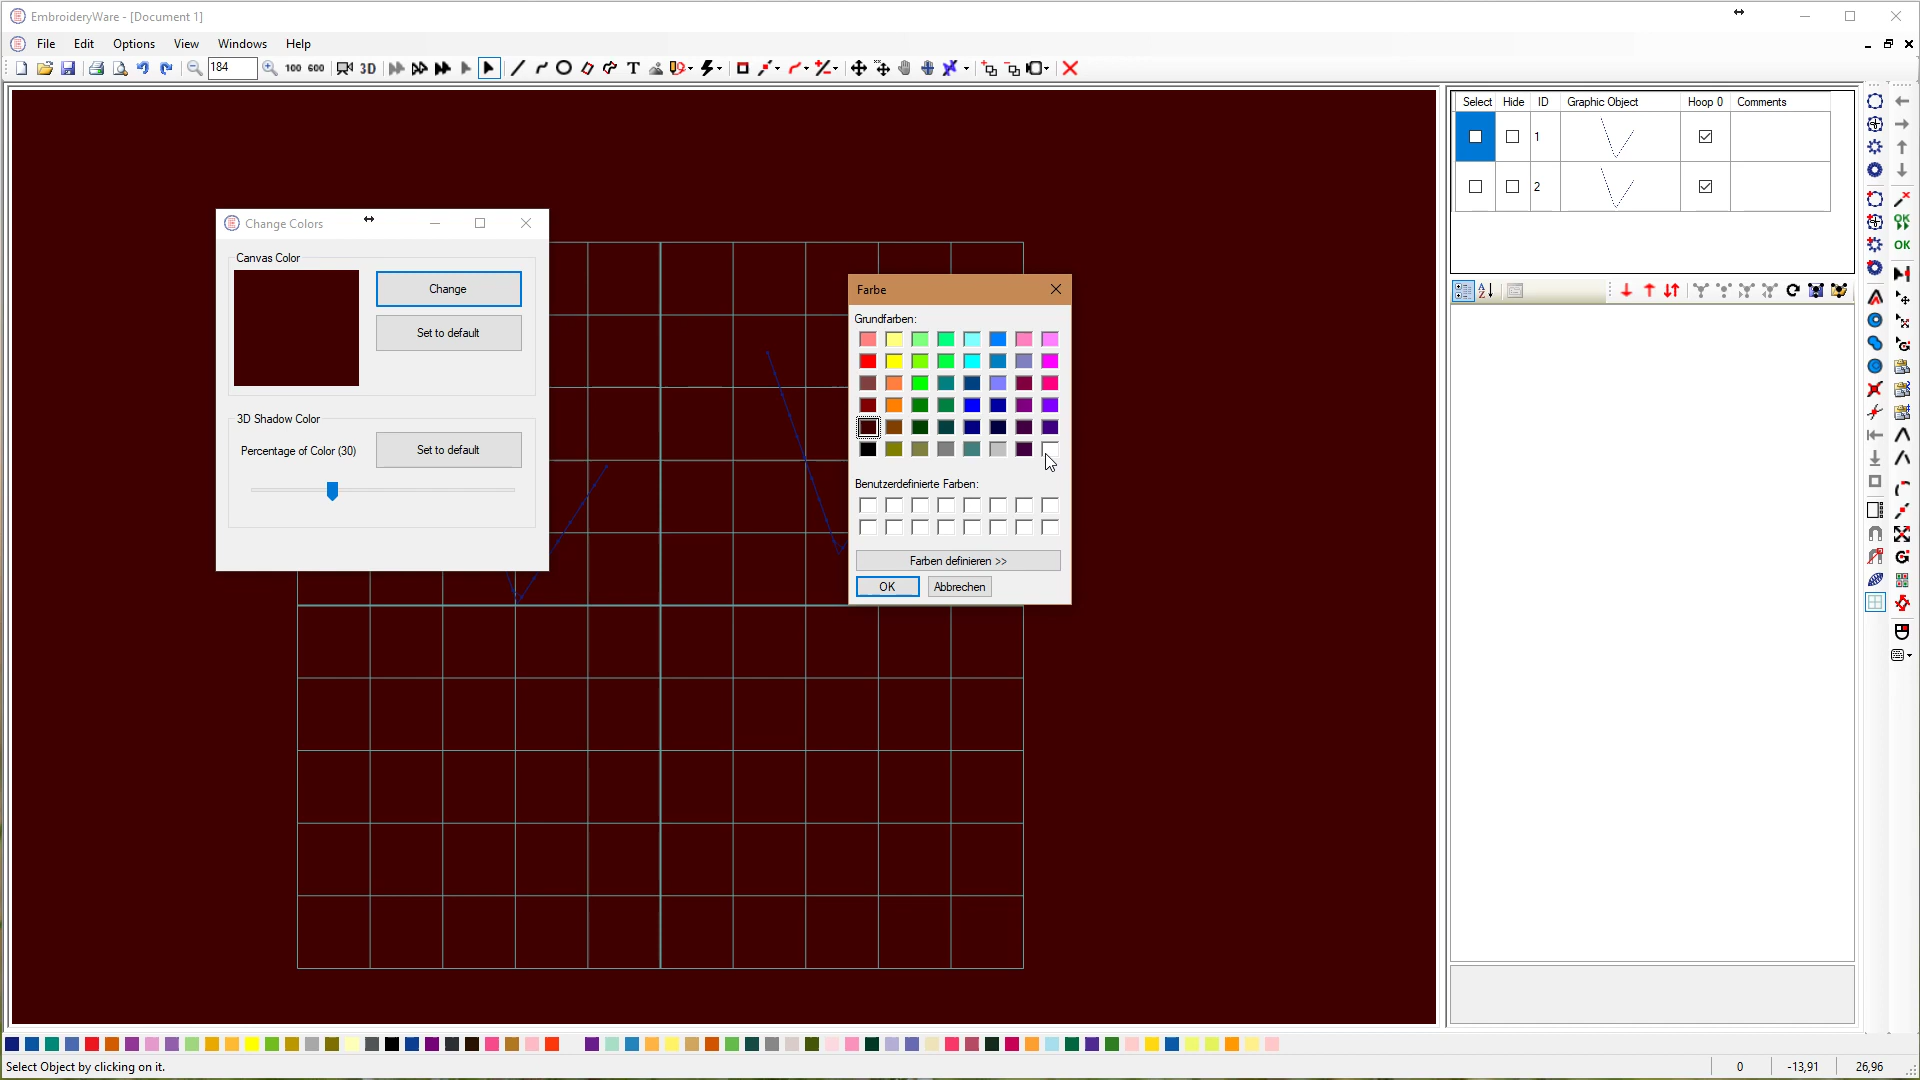 EmbroideryWare - [Document 1]
File Edit Options View Windows Help
184 100 600 3D T
Select Hide ID Graphic Object Hoop 0 Comments
1
2
OK
OK
Change Colors
Canvas Color
Change
Set to default
3D Shadow Color
Percentage of Color (30)
Set to default
Farbe
Grundfarben:
Benutzerdefinierte Farben:
Farben definieren >>
OK Abbrechen
Select Object by clicking on it.
0 -13,91 26,96